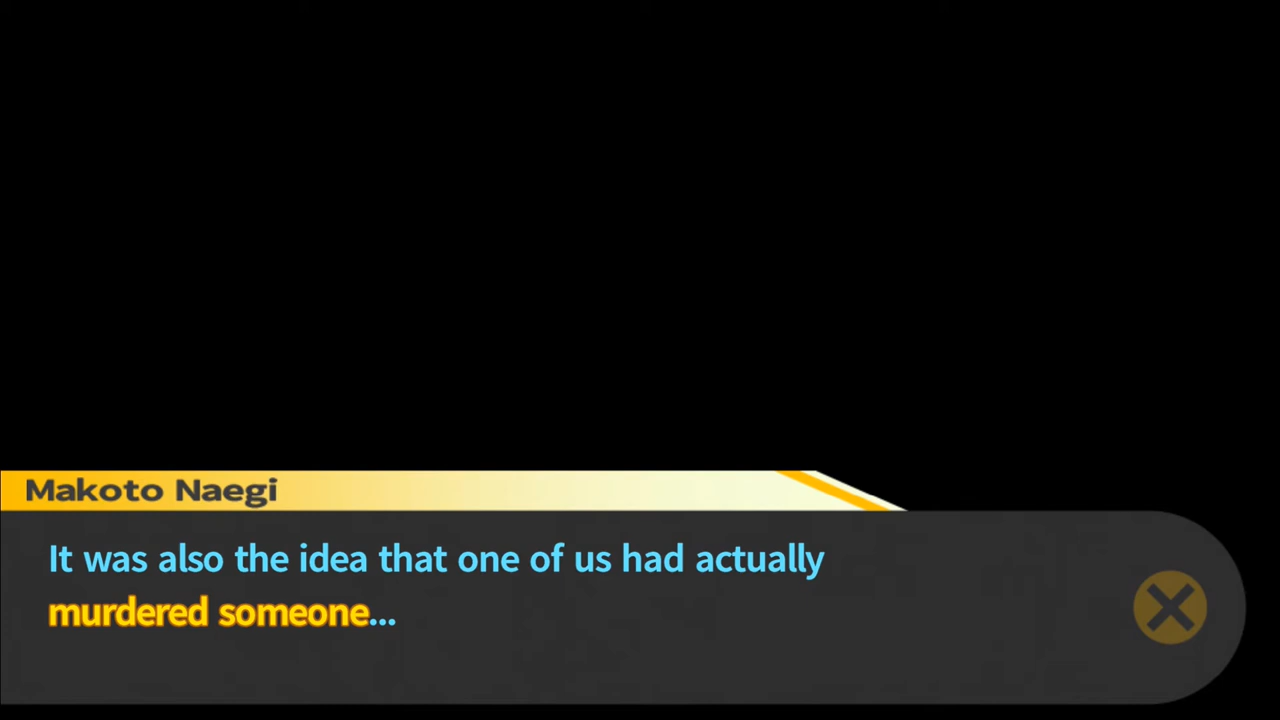 Makoto Naegi
It was also the idea that one of us had actually
murdered someone...